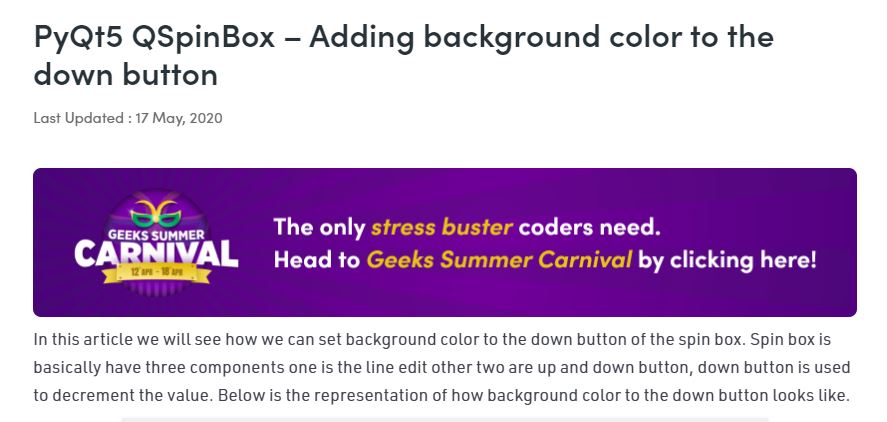 PyQt5 QSpinBox – Adding background color to the
down button
Last Updated : 17 May, 2020
GEEKS SUMMER
CARNIVAL
12 APR - 18 APR
The only stress buster coders need.
Head to Geeks Summer Carnival by clicking here!
In this article we will see how we can set background color to the down button of the spin box. Spin box is
basically have three components one is the line edit other two are up and down button, down button is used
to decrement the value. Below is the representation of how background color to the down button looks like.